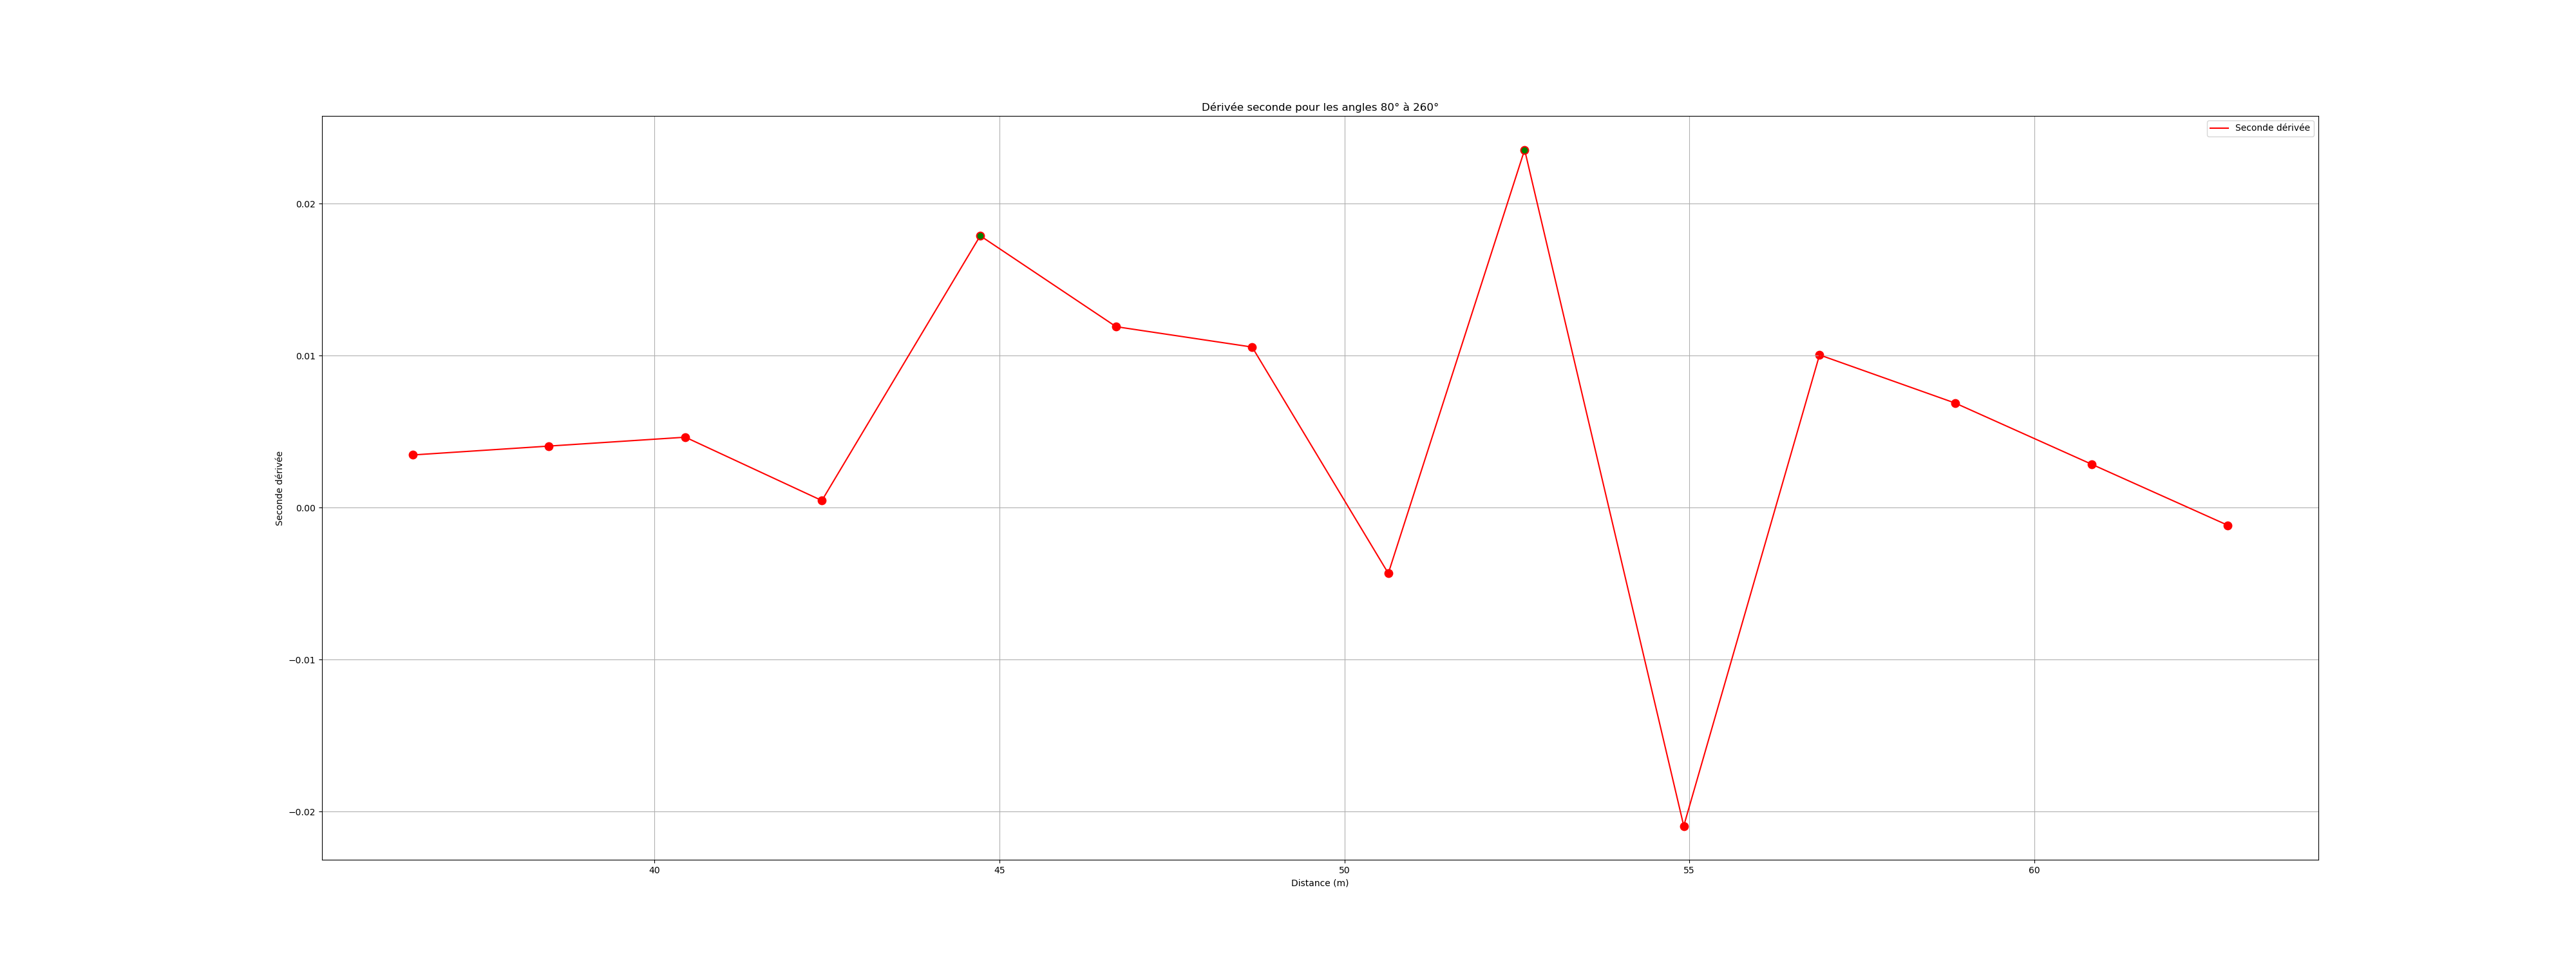 Dérivée seconde pour les angles 80° à 260°
Seconde dérivée
0.02
0.01
0.00
−0.01
−0.02
Seconde dérivée
40
45
50
55
60
Distance (m)